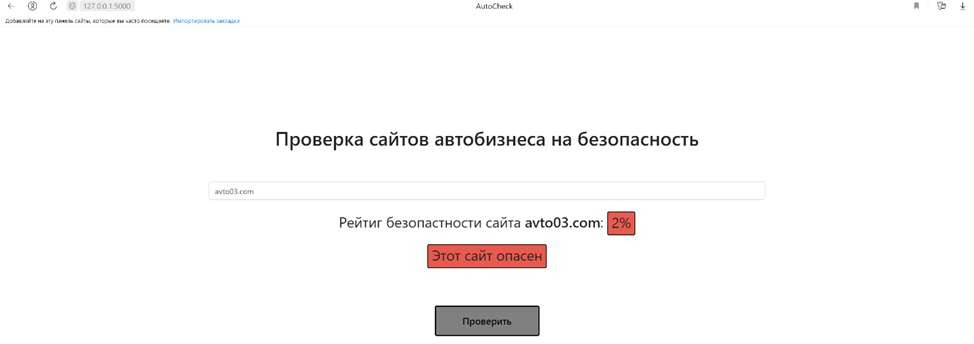 127.0.0.1:5000
AutoCheck
Добавляйте на эту панель сайты, которые вы часто посещаете. Импортировать закладки
Проверка сайтов автобизнеса на безопасность
avto03.com
Рейтиг безопастности сайта avto03.com: 2%
Этот сайт опасен
Проверить